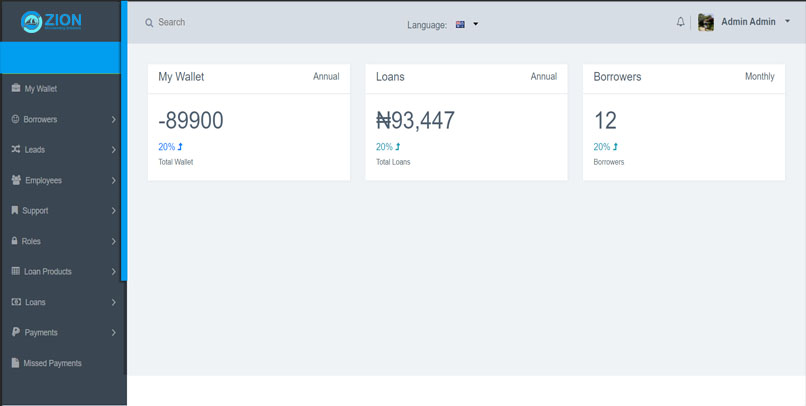 ZION
Search
Language:
Admin Admin
My Wallet
Borrowers
Leads
Employees
Support
Roles
Loan Products
Loans
Payments
Missed Payments
My Wallet Annual
-89900
20%
Total Wallet
Loans Annual
₦93,447
20%
Total Loans
Borrowers Monthly
12
20%
Borrowers